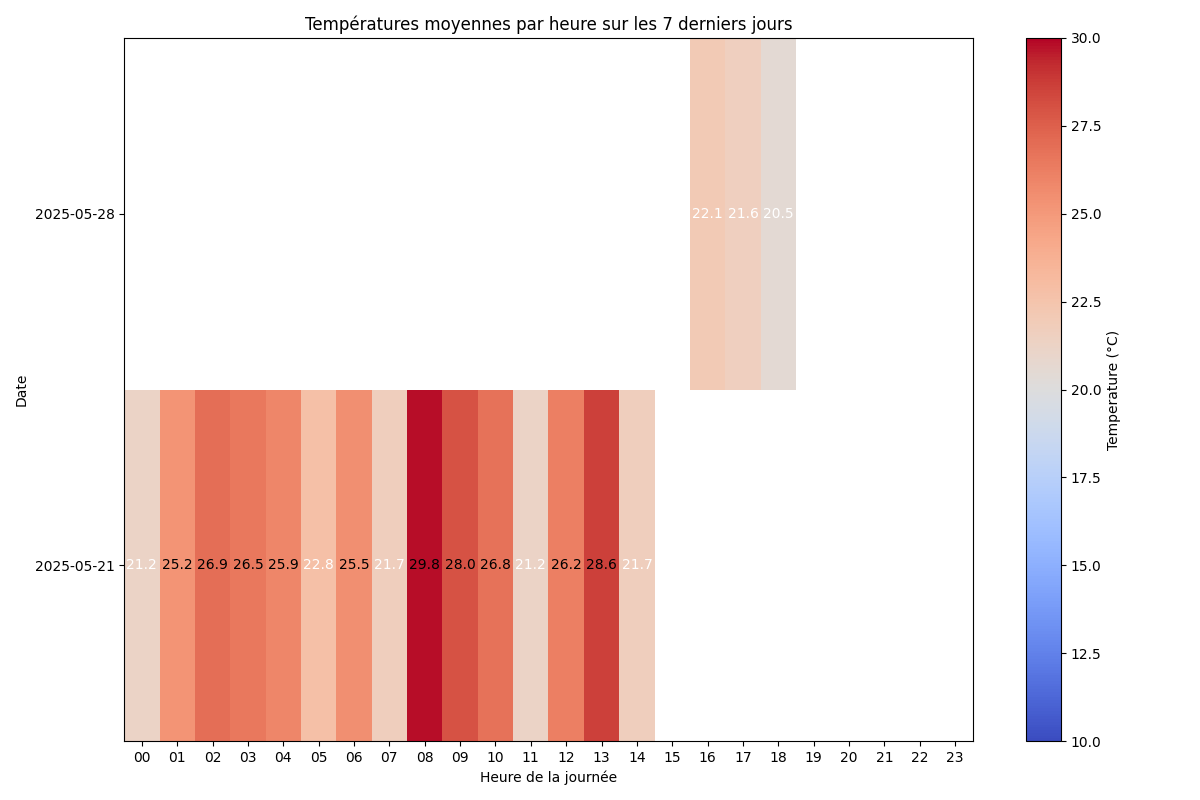 Températures moyennes par heure sur les 7 derniers jours
30.0
27.5
25.0
22.5
20.0
17.5
15.0
12.5
10.0
Temperature (°C)
Date
2025-05-28
22.1 21.6 20.5
2025-05-21
21.2 25.2 26.9 26.5 25.9 22.8 25.5 21.7 29.8 28.0 26.8 21.2 26.2 28.6 21.7
00 01 02 03 04 05 06 07 08 09 10 11 12 13 14 15 16 17 18 19 20 21 22 23
Heure de la journée